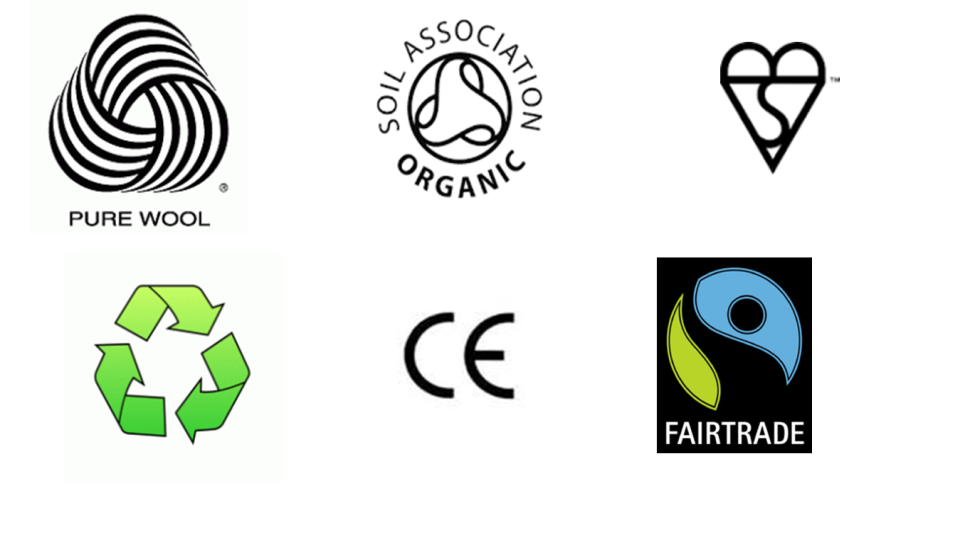 PURE WOOL
®
SOIL ASSOCIATION
ORGANIC
™
CE
FAIRTRADE